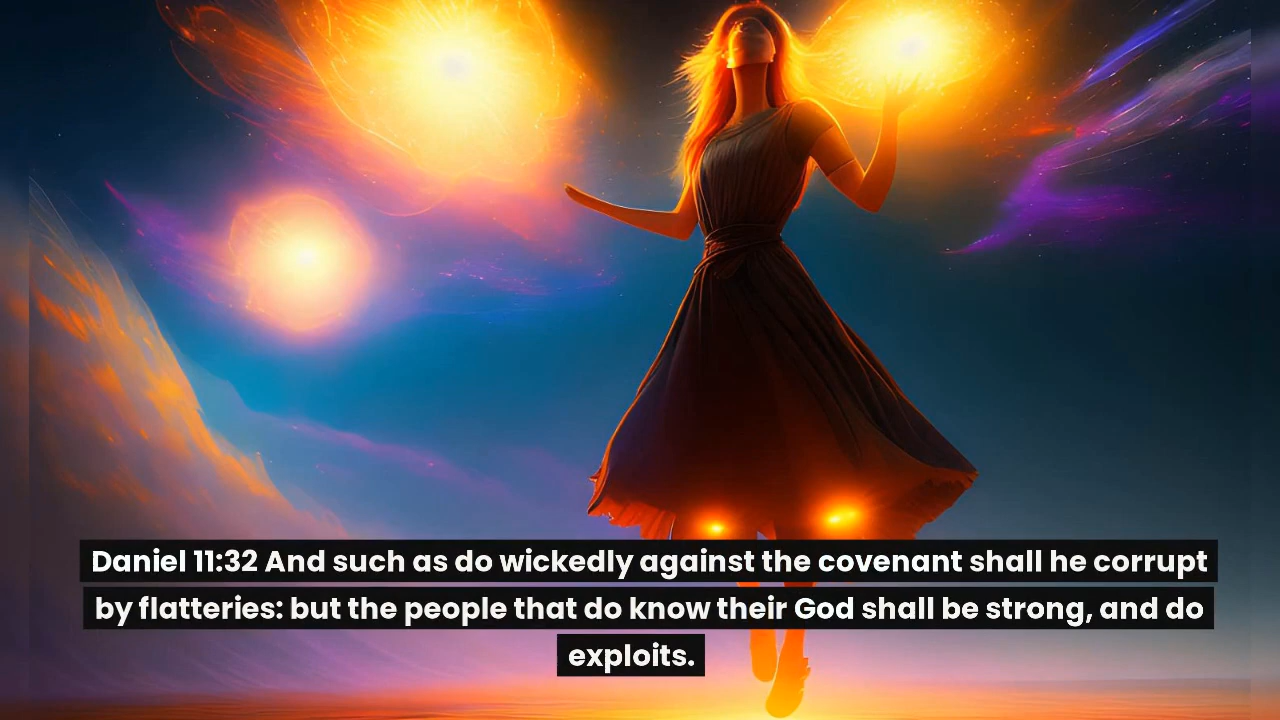 Daniel 11:32 And such as do wickedly against the covenant shall he corrupt
by flatteries: but the people that do know their God shall be strong, and do
exploits.